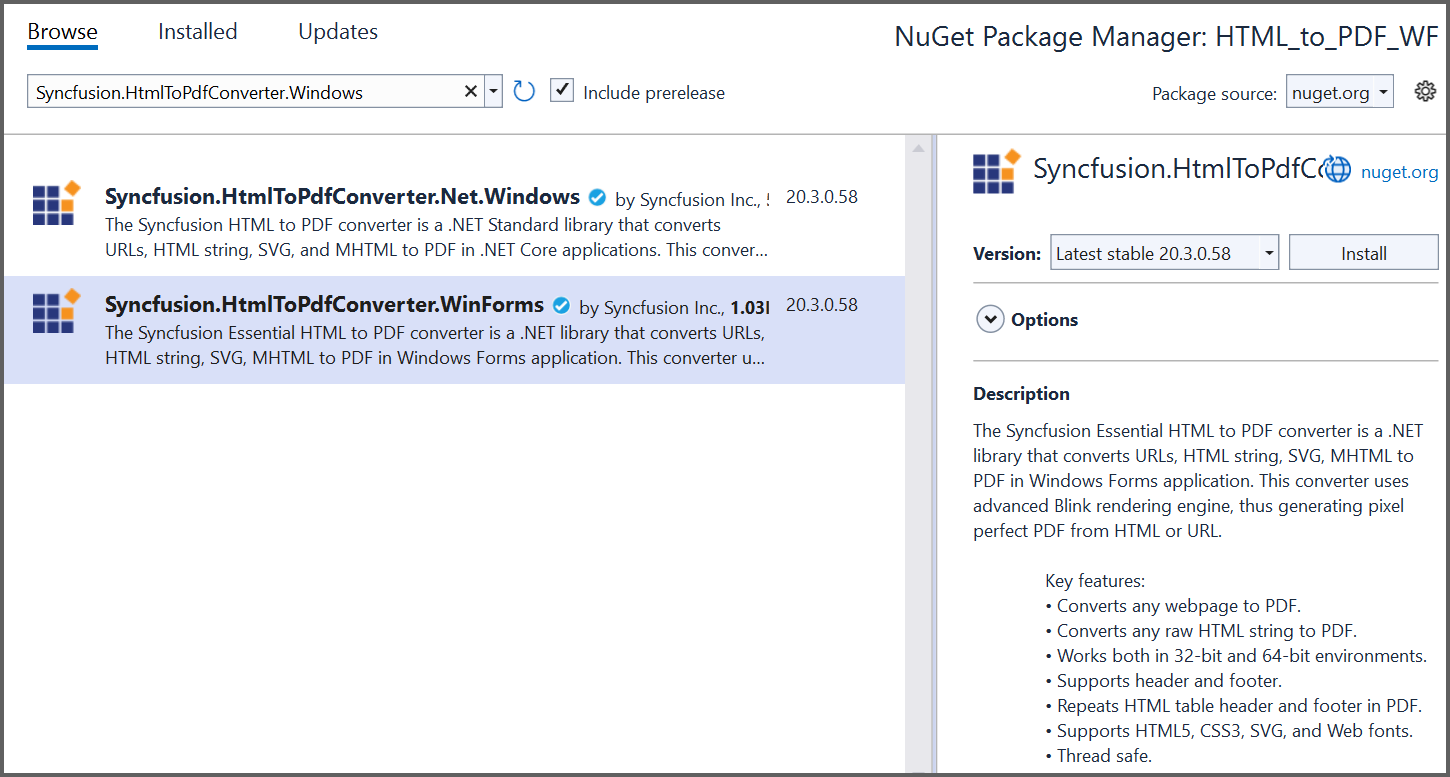 Browse Installed Updates
NuGet Package Manager: HTML_to_PDF_WF
Syncfusion.HtmlToPdfConverter.Windows
Include prerelease
Package source: nuget.org
Syncfusion.HtmlToPdfConverter.Net.Windows by Syncfusion Inc., 20.3.0.58
The Syncfusion HTML to PDF converter is a .NET Standard library that converts
URLs, HTML string, SVG, and MHTML to PDF in .NET Core applications. This conver...
Syncfusion.HtmlToPdfConverter.WinForms by Syncfusion Inc., 1.03 20.3.0.58
The Syncfusion Essential HTML to PDF converter is a .NET library that converts URLs,
HTML string, SVG, MHTML to PDF in Windows Forms application. This converter u...
Syncfusion.HtmlToPdfC nuget.org
Version: Latest stable 20.3.0.58 Install
Options
Description
The Syncfusion Essential HTML to PDF converter is a .NET
library that converts URLs, HTML string, SVG, MHTML to
PDF in Windows Forms application. This converter uses
advanced Blink rendering engine, thus generating pixel
perfect PDF from HTML or URL.
Key features:
• Converts any webpage to PDF.
• Converts any raw HTML string to PDF.
• Works both in 32-bit and 64-bit environments.
• Supports header and footer.
• Repeats HTML table header and footer in PDF.
• Supports HTML5, CSS3, SVG, and Web fonts.
• Thread safe.